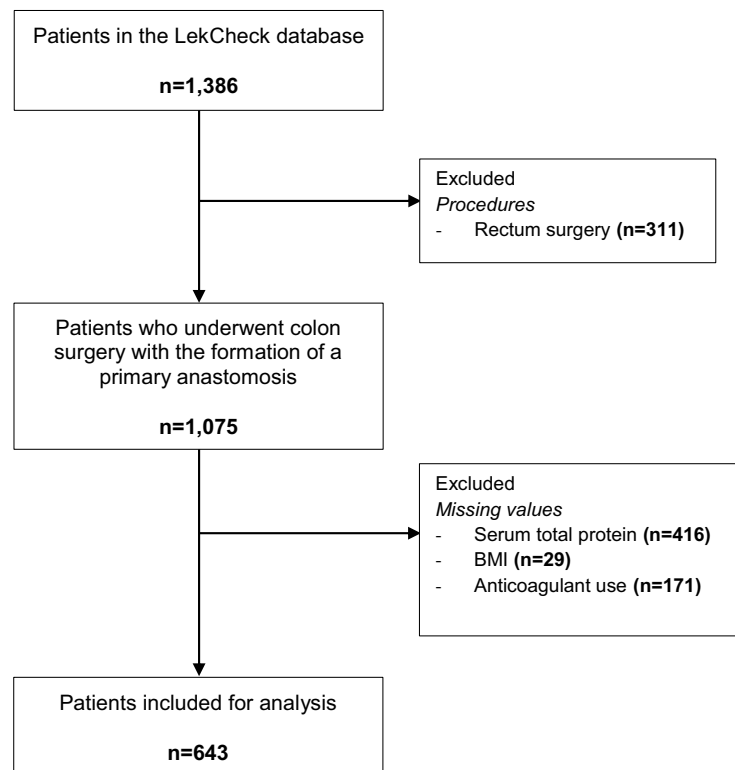 Patients in the LekCheck database
n=1,386
Excluded
Procedures
- Rectum surgery (n=311)
Patients who underwent colon
surgery with the formation of a
primary anastomosis
n=1,075
Excluded
Missing values
- Serum total protein (n=416)
- BMI (n=29)
- Anticoagulant use (n=171)
Patients included for analysis
n=643